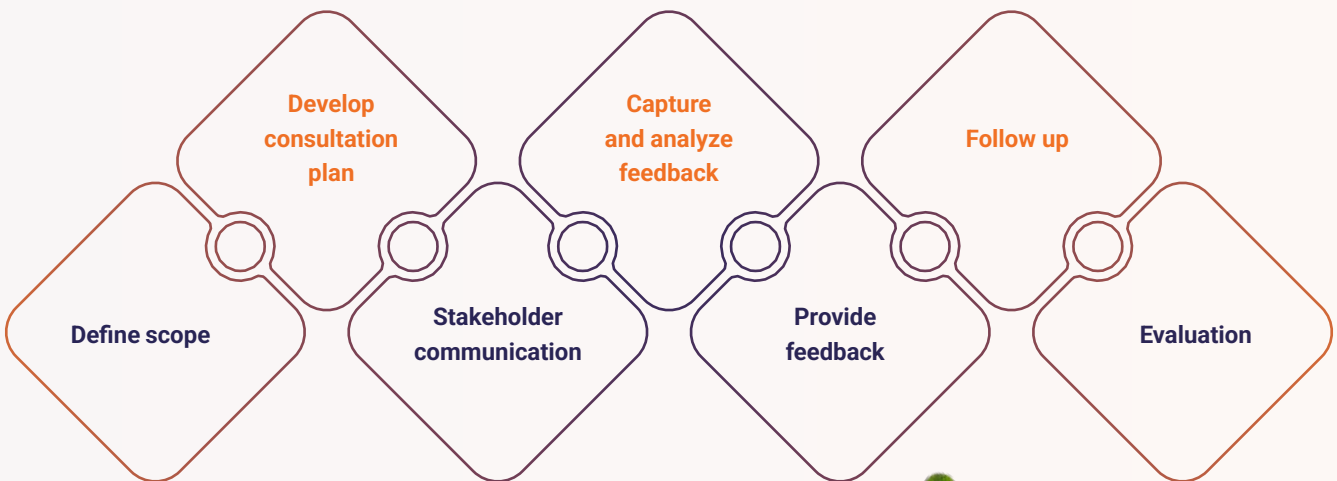 Define scope
Develop
consultation
plan
Stakeholder
communication
Capture
and analyze
feedback
Provide
feedback
Follow up
Evaluation